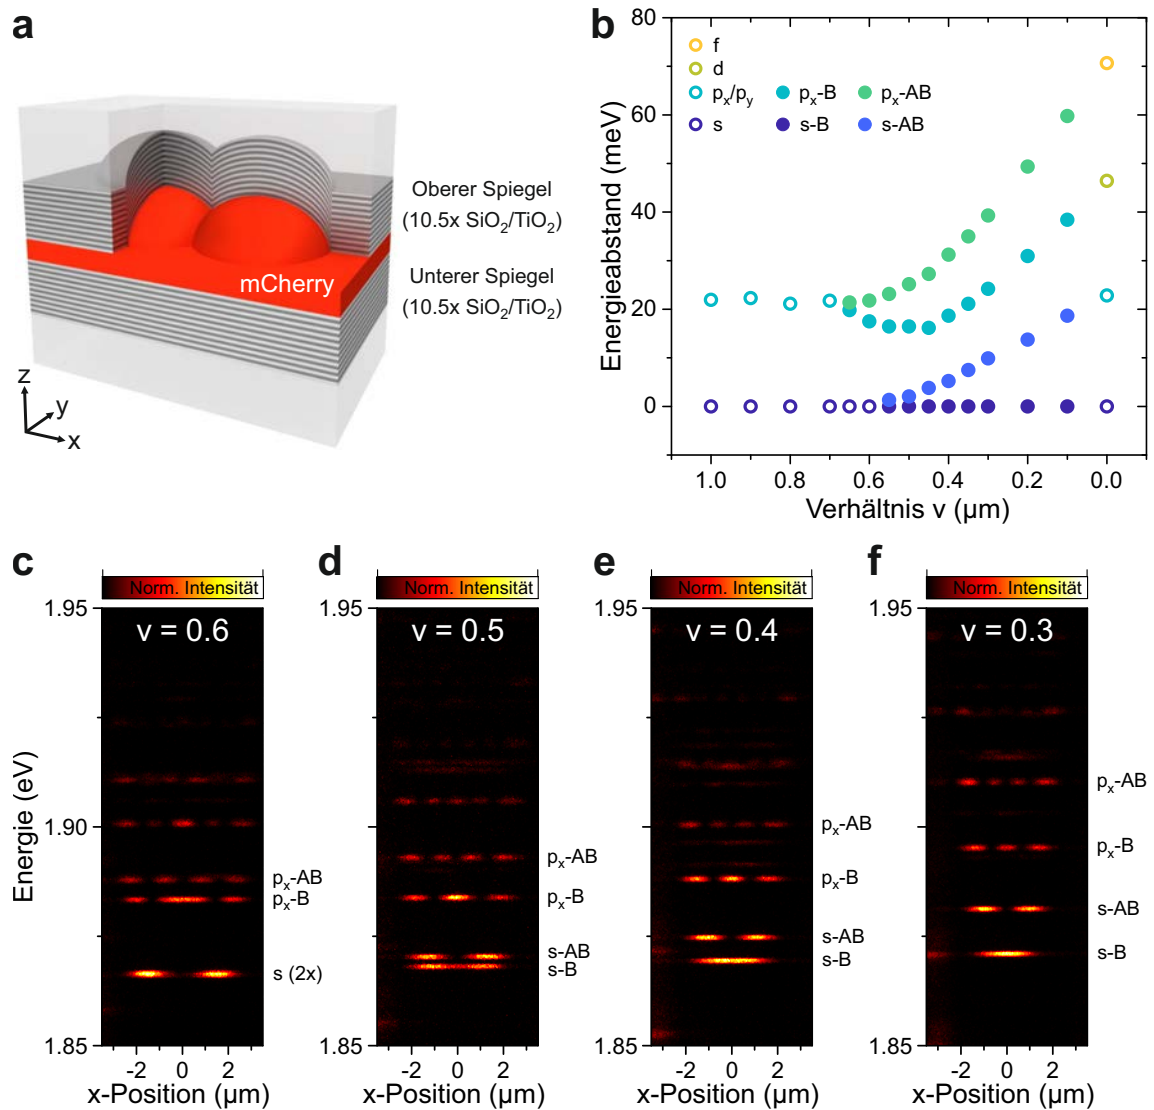 a
Oberer Spiegel
(10.5x SiO₂/TiO₂)
mCherry
Unterer Spiegel
(10.5x SiO₂/TiO₂)
z
y
x
b
80
60
40
20
0
Energieabstand (meV)
f
d
pₓ/p_y pₓ-B pₓ-AB
s s-B s-AB
1.0 0.8 0.6 0.4 0.2 0.0
Verhältnis v (µm)
c
Norm. Intensität
v = 0.6
1.95
1.90
1.85
Energie (eV)
pₓ-AB
pₓ-B
s (2x)
-2 0 2
x-Position (µm)
d
Norm. Intensität
1.95
v = 0.5
pₓ-AB
pₓ-B
s-AB
s-B
1.85
-2 0 2
x-Position (µm)
e
Norm. Intensität
1.95
v = 0.4
pₓ-AB
pₓ-B
s-AB
s-B
1.85
-2 0 2
x-Position (µm)
f
Norm. Intensität
1.95
v = 0.3
pₓ-AB
pₓ-B
s-AB
s-B
1.85
-2 0 2
x-Position (µm)